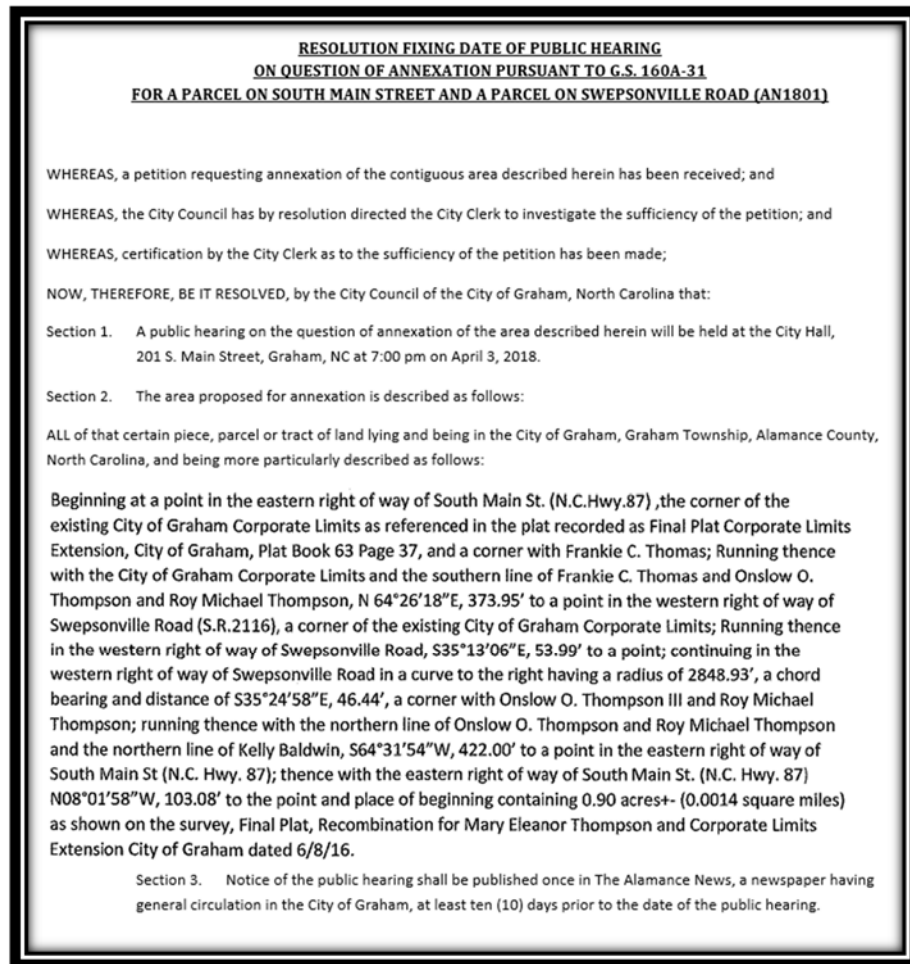 RESOLUTION FIXING DATE OF PUBLIC HEARING
ON QUESTION OF ANNEXATION PURSUANT TO G.S. 160A-31
FOR A PARCEL ON SOUTH MAIN STREET AND A PARCEL ON SWEPSONVILLE ROAD (AN1801)
WHEREAS, a petition requesting annexation of the contiguous area described herein has been received; and
WHEREAS, the City Council has by resolution directed the City Clerk to investigate the sufficiency of the petition; and
WHEREAS, certification by the City Clerk as to the sufficiency of the petition has been made;
NOW, THEREFORE, BE IT RESOLVED, by the City Council of the City of Graham, North Carolina that:
Section 1. A public hearing on the question of annexation of the area described herein will be held at the City Hall,
201 S. Main Street, Graham, NC at 7:00 pm on April 3, 2018.
Section 2. The area proposed for annexation is described as follows:
ALL of that certain piece, parcel or tract of land lying and being in the City of Graham, Graham Township, Alamance County,
North Carolina, and being more particularly described as follows:
Beginning at a point in the eastern right of way of South Main St. (N.C.Hwy.87) ,the corner of the
existing City of Graham Corporate Limits as referenced in the plat recorded as Final Plat Corporate Limits
Extension, City of Graham, Plat Book 63 Page 37, and a corner with Frankie C. Thomas; Running thence
with the City of Graham Corporate Limits and the southern line of Frankie C. Thomas and Onslow O.
Thompson and Roy Michael Thompson, N 64°26'18"E, 373.95' to a point in the western right of way of
Swepsonville Road (S.R.2116), a corner of the existing City of Graham Corporate Limits; Running thence
in the western right of way of Swepsonville Road, S35°13'06"E, 53.99' to a point; continuing in the
western right of way of Swepsonville Road in a curve to the right having a radius of 2848.93', a chord
bearing and distance of S35°24'58"E, 46.44', a corner with Onslow O. Thompson III and Roy Michael
Thompson; running thence with the northern line of Onslow O. Thompson and Roy Michael Thompson
and the northern line of Kelly Baldwin, S64°31'54"W, 422.00' to a point in the eastern right of way of
South Main St (N.C. Hwy. 87); thence with the eastern right of way of South Main St. (N.C. Hwy. 87)
N08°01'58"W, 103.08' to the point and place of beginning containing 0.90 acres+- (0.0014 square miles)
as shown on the survey, Final Plat, Recombination for Mary Eleanor Thompson and Corporate Limits
Extension City of Graham dated 6/8/16.
Section 3. Notice of the public hearing shall be published once in The Alamance News, a newspaper having
general circulation in the City of Graham, at least ten (10) days prior to the date of the public hearing.